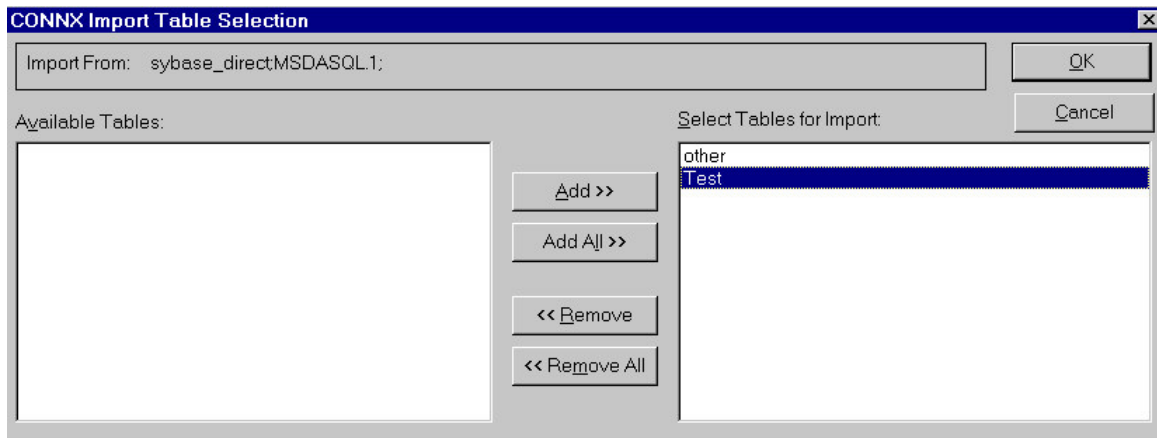 CONNX Import Table Selection
Import From: sybase_direct;MSDASQL.1;
OK
Cancel
Available Tables:
Select Tables for Import:
other
Test
Add >>
Add All >>
<< Remove
<< Remove All